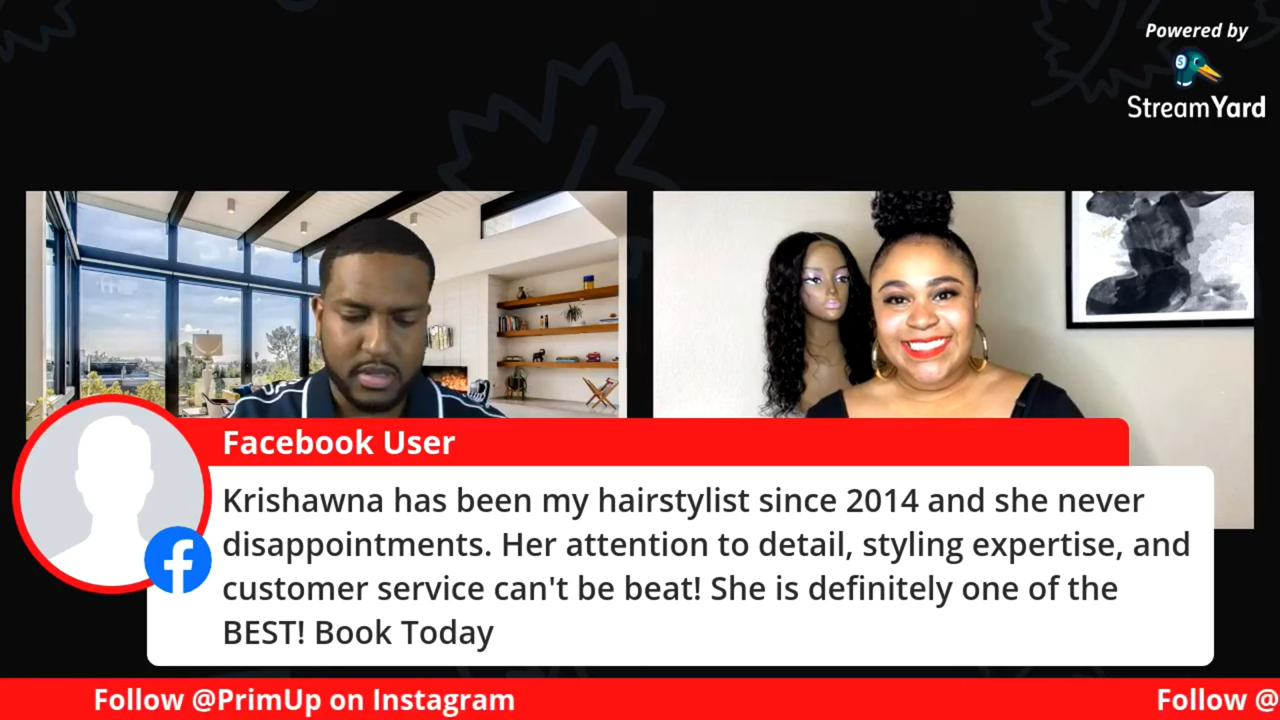 Powered by
StreamYard
Facebook User
Krishawna has been my hairstylist since 2014 and she never
disappointments. Her attention to detail, styling expertise, and
customer service can't be beat! She is definitely one of the
BEST! Book Today
Follow @PrimUp on Instagram
Follow @